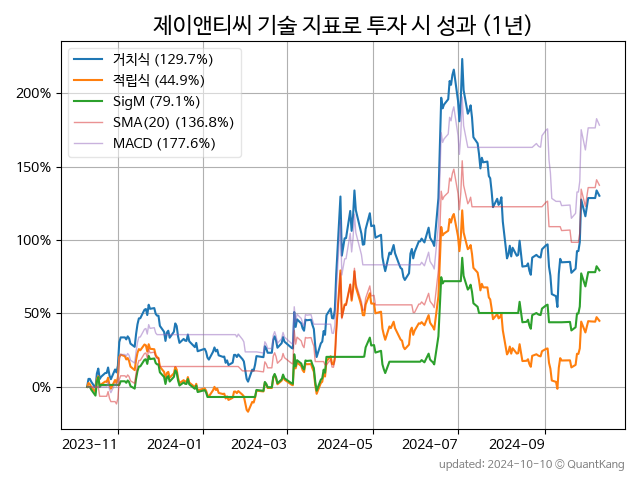 제이앤티씨 기술 지표로 투자 시 성과 (1년)
거치식 (129.7%)
적립식 (44.9%)
SigM (79.1%)
SMA(20) (136.8%)
MACD (177.6%)
200%
150%
100%
50%
0%
2023-11 2024-01 2024-03 2024-05 2024-07 2024-09
updated: 2024-10-10 © QuantKang